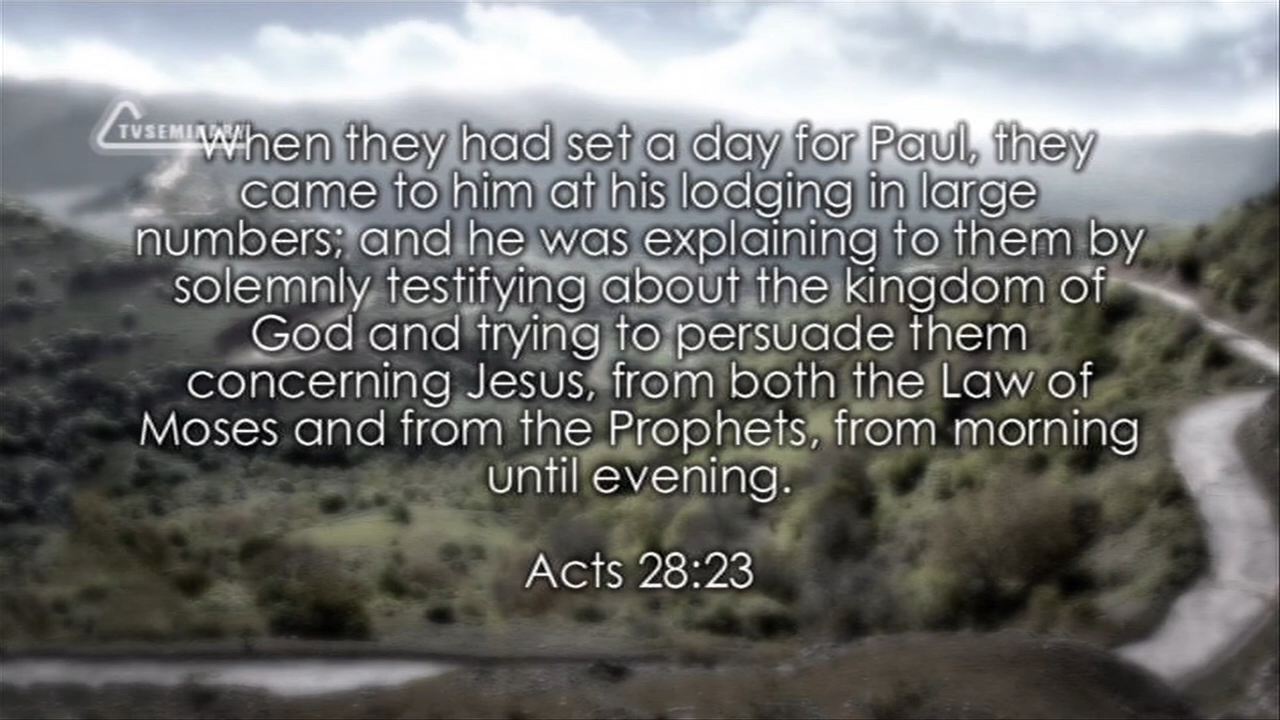 TVSEMINARY
When they had set a day for Paul, they
came to him at his lodging in large
numbers; and he was explaining to them by
solemnly testifying about the kingdom of
God and trying to persuade them
concerning Jesus, from both the Law of
Moses and from the Prophets, from morning
until evening.
Acts 28:23